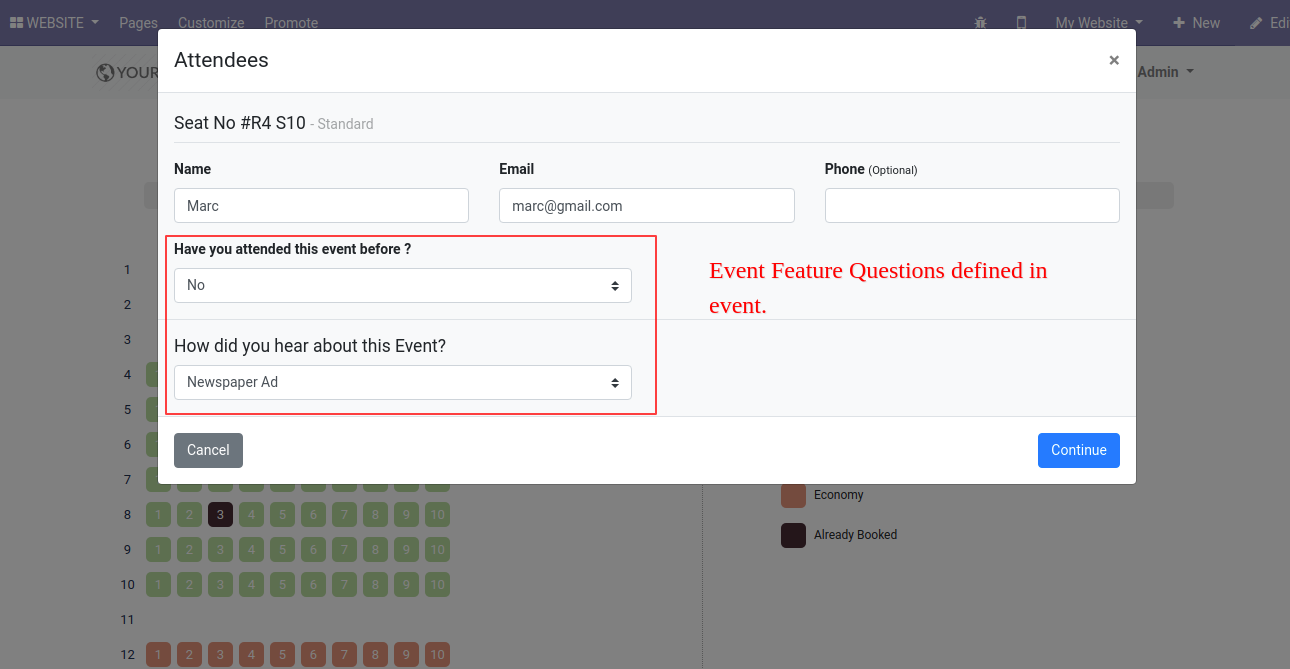 WEBSITE Pages Customize Promote My Website New Edi
YOUR Admin
Attendees ×
Seat No #R4 S10 - Standard
Name Email Phone (Optional)
Marc marc@gmail.com
Have you attended this event before ?
No
Event Feature Questions defined in
event.
How did you hear about this Event?
Newspaper Ad
Cancel Continue
1
2
3
4
5
6
7
8 1 2 3 4 5 6 7 8 9 10
9 1 2 3 4 5 6 7 8 9 10
10 1 2 3 4 5 6 7 8 9 10
11
12 1 2 3 4 5 6 7 8 9 10
Economy
Already Booked